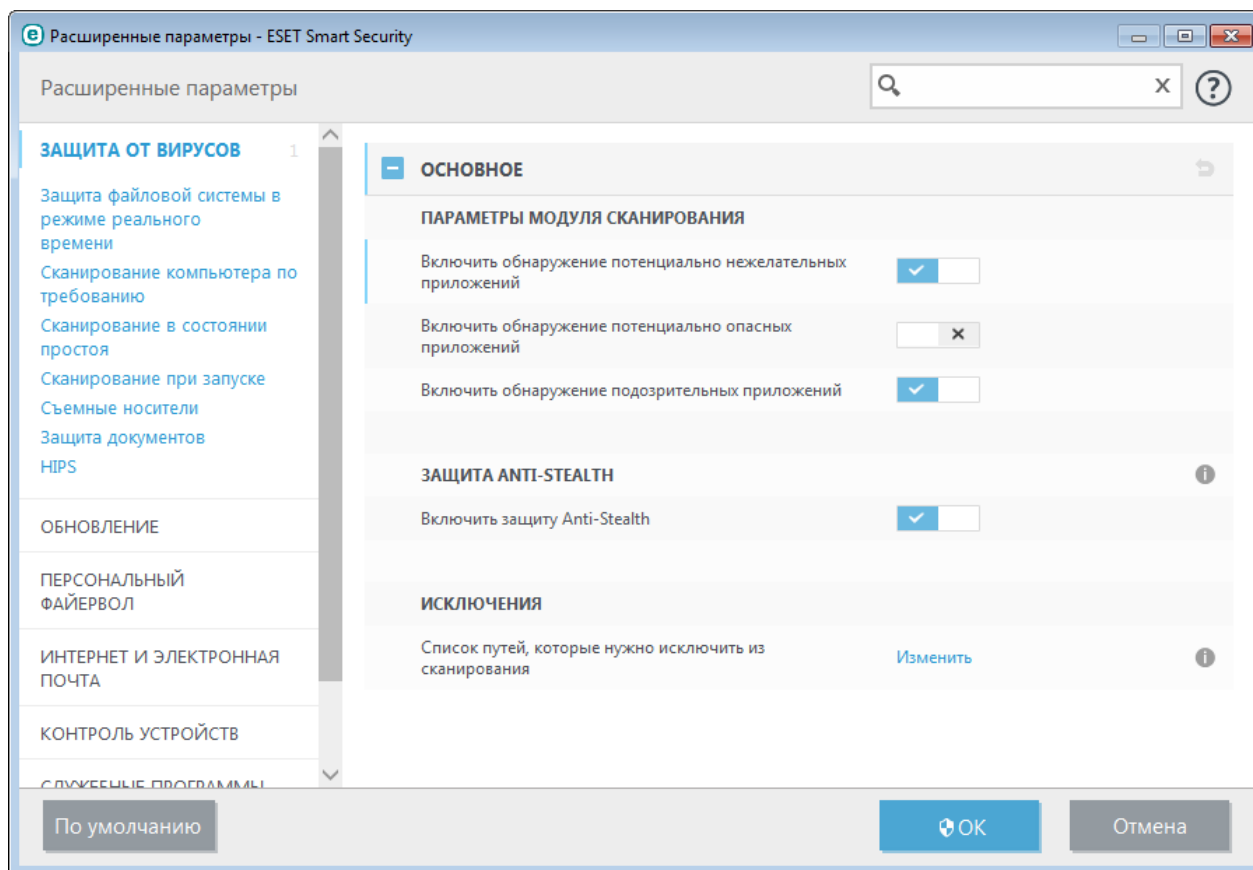 Расширенные параметры - ESET Smart Security
Расширенные параметры
ЗАЩИТА ОТ ВИРУСОВ 1
Защита файловой системы в
режиме реального
времени
Сканирование компьютера по
требованию
Сканирование в состоянии
простоя
Сканирование при запуске
Съемные носители
Защита документов
HIPS
ОБНОВЛЕНИЕ
ПЕРСОНАЛЬНЫЙ
ФАЙЕРВОЛ
ИНТЕРНЕТ И ЭЛЕКТРОННАЯ
ПОЧТА
КОНТРОЛЬ УСТРОЙСТВ
СЛУЖЕБНЫЕ ПРОГРАММЫ
ОСНОВНОЕ
ПАРАМЕТРЫ МОДУЛЯ СКАНИРОВАНИЯ
Включить обнаружение потенциально нежелательных
приложений
Включить обнаружение потенциально опасных
приложений
Включить обнаружение подозрительных приложений
ЗАЩИТА ANTI-STEALTH
Включить защиту Anti-Stealth
ИСКЛЮЧЕНИЯ
Список путей, которые нужно исключить из
сканирования
Изменить
По умолчанию
OK
Отмена